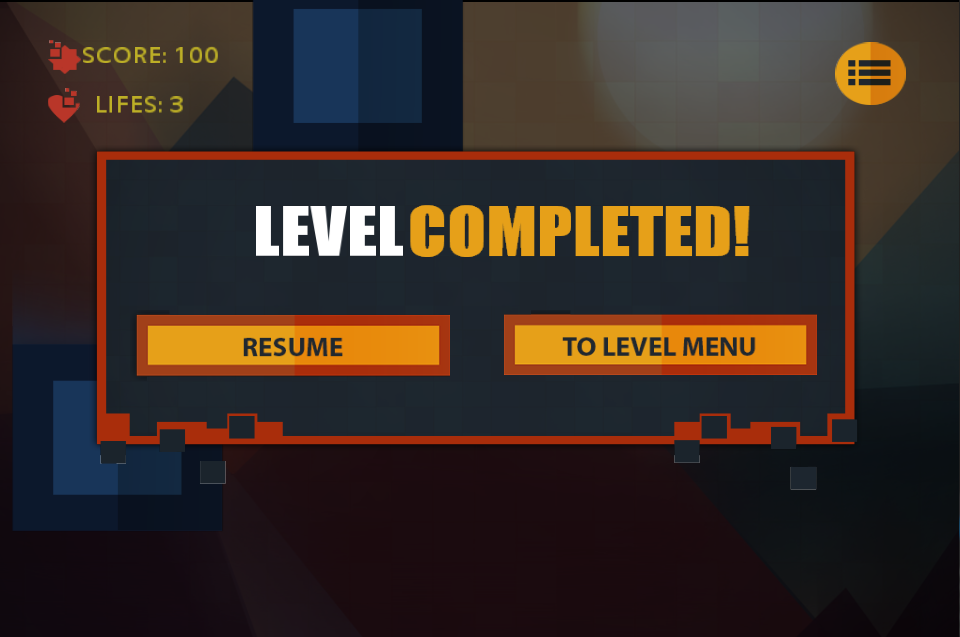 SCORE: 100
LIFES: 3
LEVEL COMPLETED!
RESUME
TO LEVEL MENU